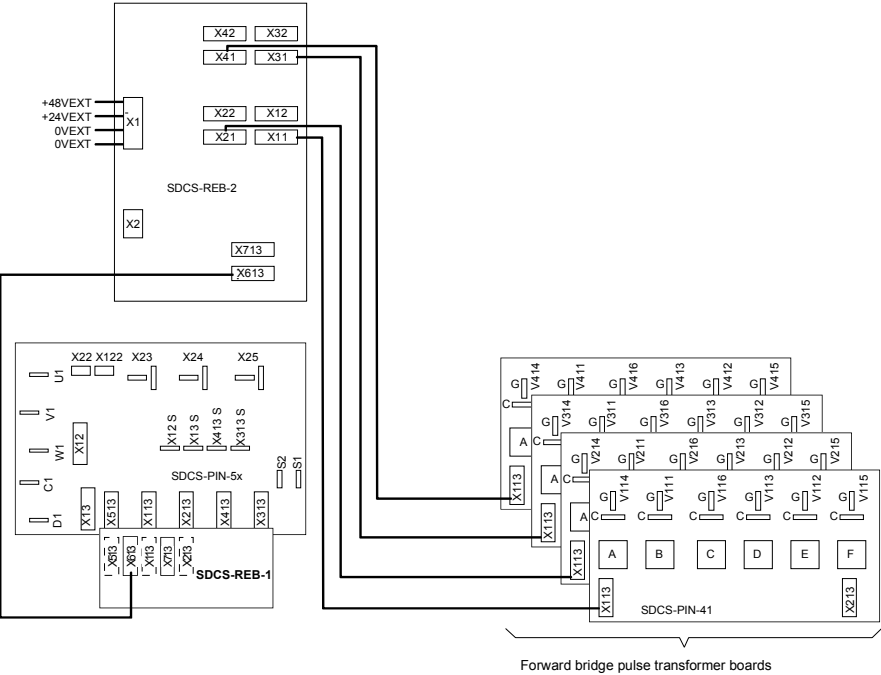 X42 X32
X41 X31
+48VEXT
+24VEXT
0VEXT
0VEXT
X1
X22 X12
X21 X11
SDCS-REB-2
X2
X713
X613
X22 X122 X23 X24 X25
U1
V1
W1
C1
D1
X12
X12 S
X13 S
X413 S
X313 S
SDCS-PIN-5x
S2
S1
X13
X513
X113
X213
X413
X313
X513
X613
X113
X713
X213
SDCS-REB-1
G V414 G V411 G V416 G V413 G V412 G V415
C
A
X113
G V314 G V311 G V316 G V313 G V312 G V315
C
A
X113
G V214 G V211 G V216 G V213 G V212 G V215
C
A
X113
G V114 G V111 G V116 G V113 G V112 G V115
C C C C C C
A B C D E F
X113
SDCS-PIN-41
X213
Forward bridge pulse transformer boards